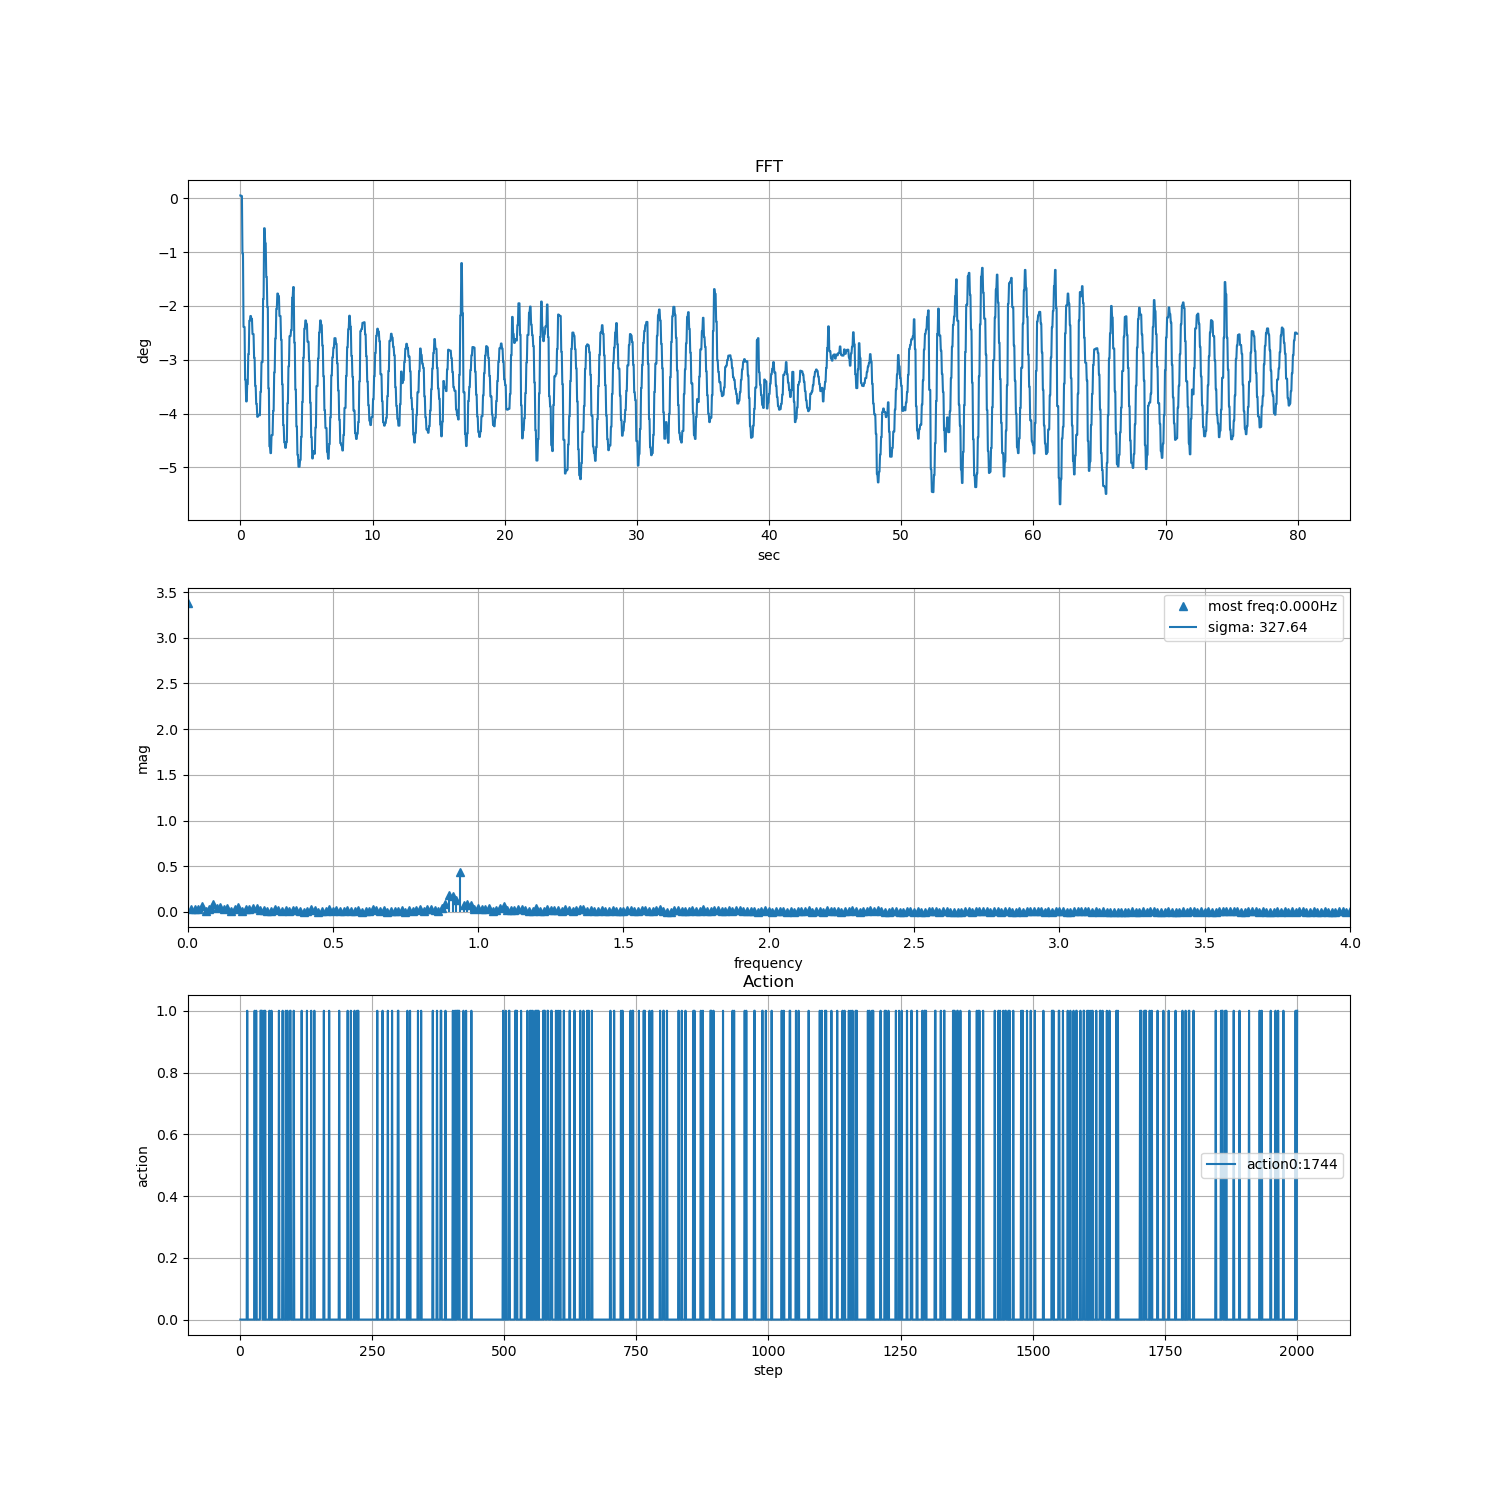 FFT
0
−1
−2
−3
−4
−5
deg
0 10 20 30 40 50 60 70 80
sec
3.5
3.0
2.5
2.0
1.5
1.0
0.5
0.0
mag
most freq:0.000Hz
sigma: 327.64
0.0 0.5 1.0 1.5 2.0 2.5 3.0 3.5 4.0
frequency
Action
1.0
0.8
0.6
0.4
0.2
0.0
action
action0:1744
0 250 500 750 1000 1250 1500 1750 2000
step